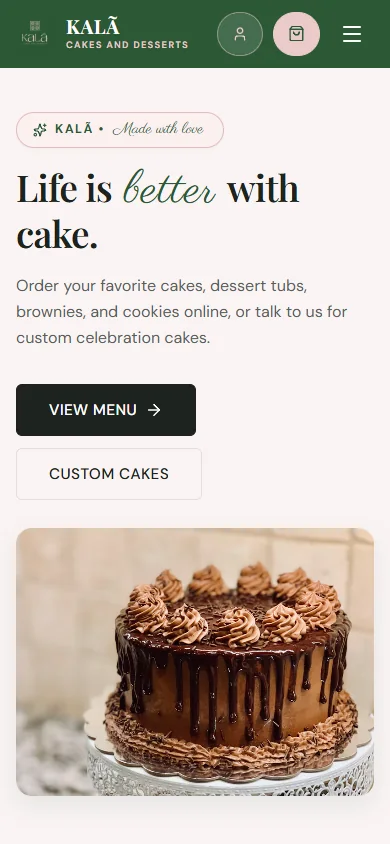 Kalã
KALÃ
CAKES AND DESSERTS
KALÃ • Made with love
Life is better with
cake.
Order your favorite cakes, dessert tubs,
brownies, and cookies online, or talk to us for
custom celebration cakes.
VIEW MENU
CUSTOM CAKES